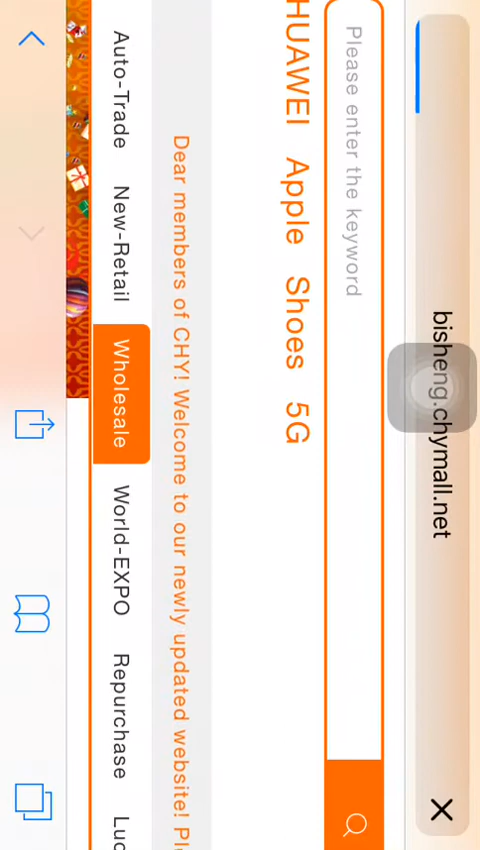 bisheng.chymall.net
Please enter the keyword
HUAWEI Apple Shoes 5G
Dear members of CHY! Welcome to our newly updated website!
Auto-Trade New-Retail Wholesale World-EXPO Repurchase